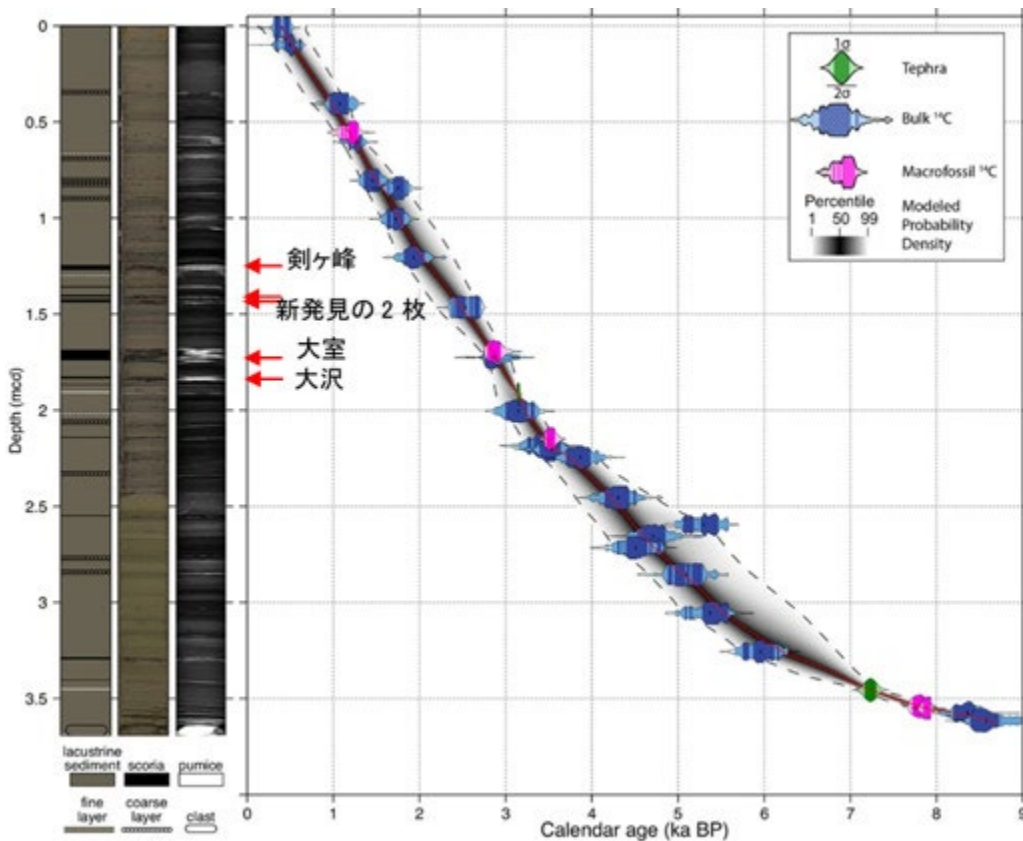 0
0.5
1
1.5
2
2.5
3
3.5
Depth (mcd)
剣ヶ峰
新発見の2枚
大室
大沢
1σ
2σ
Tephra
Bulk ¹⁴C
Macrofossil ¹⁴C
Percentile
1 50 99
Modeled
Probability
Density
lacustrine
sediment
scoria
pumice
fine
layer
coarse
layer
clast
0 1 2 3 4 5 6 7 8 9
Calendar age (ka BP)